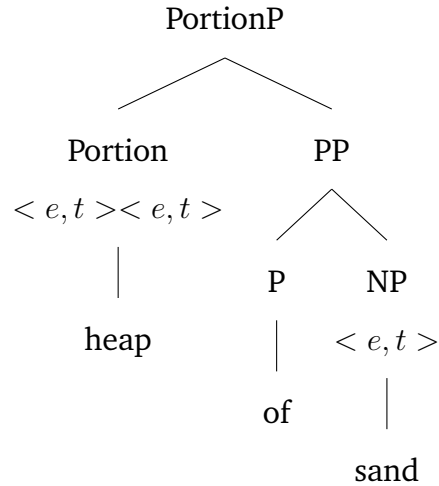 PortionP
Portion PP
< e, t >< e, t >
P NP
heap < e, t >
of
sand